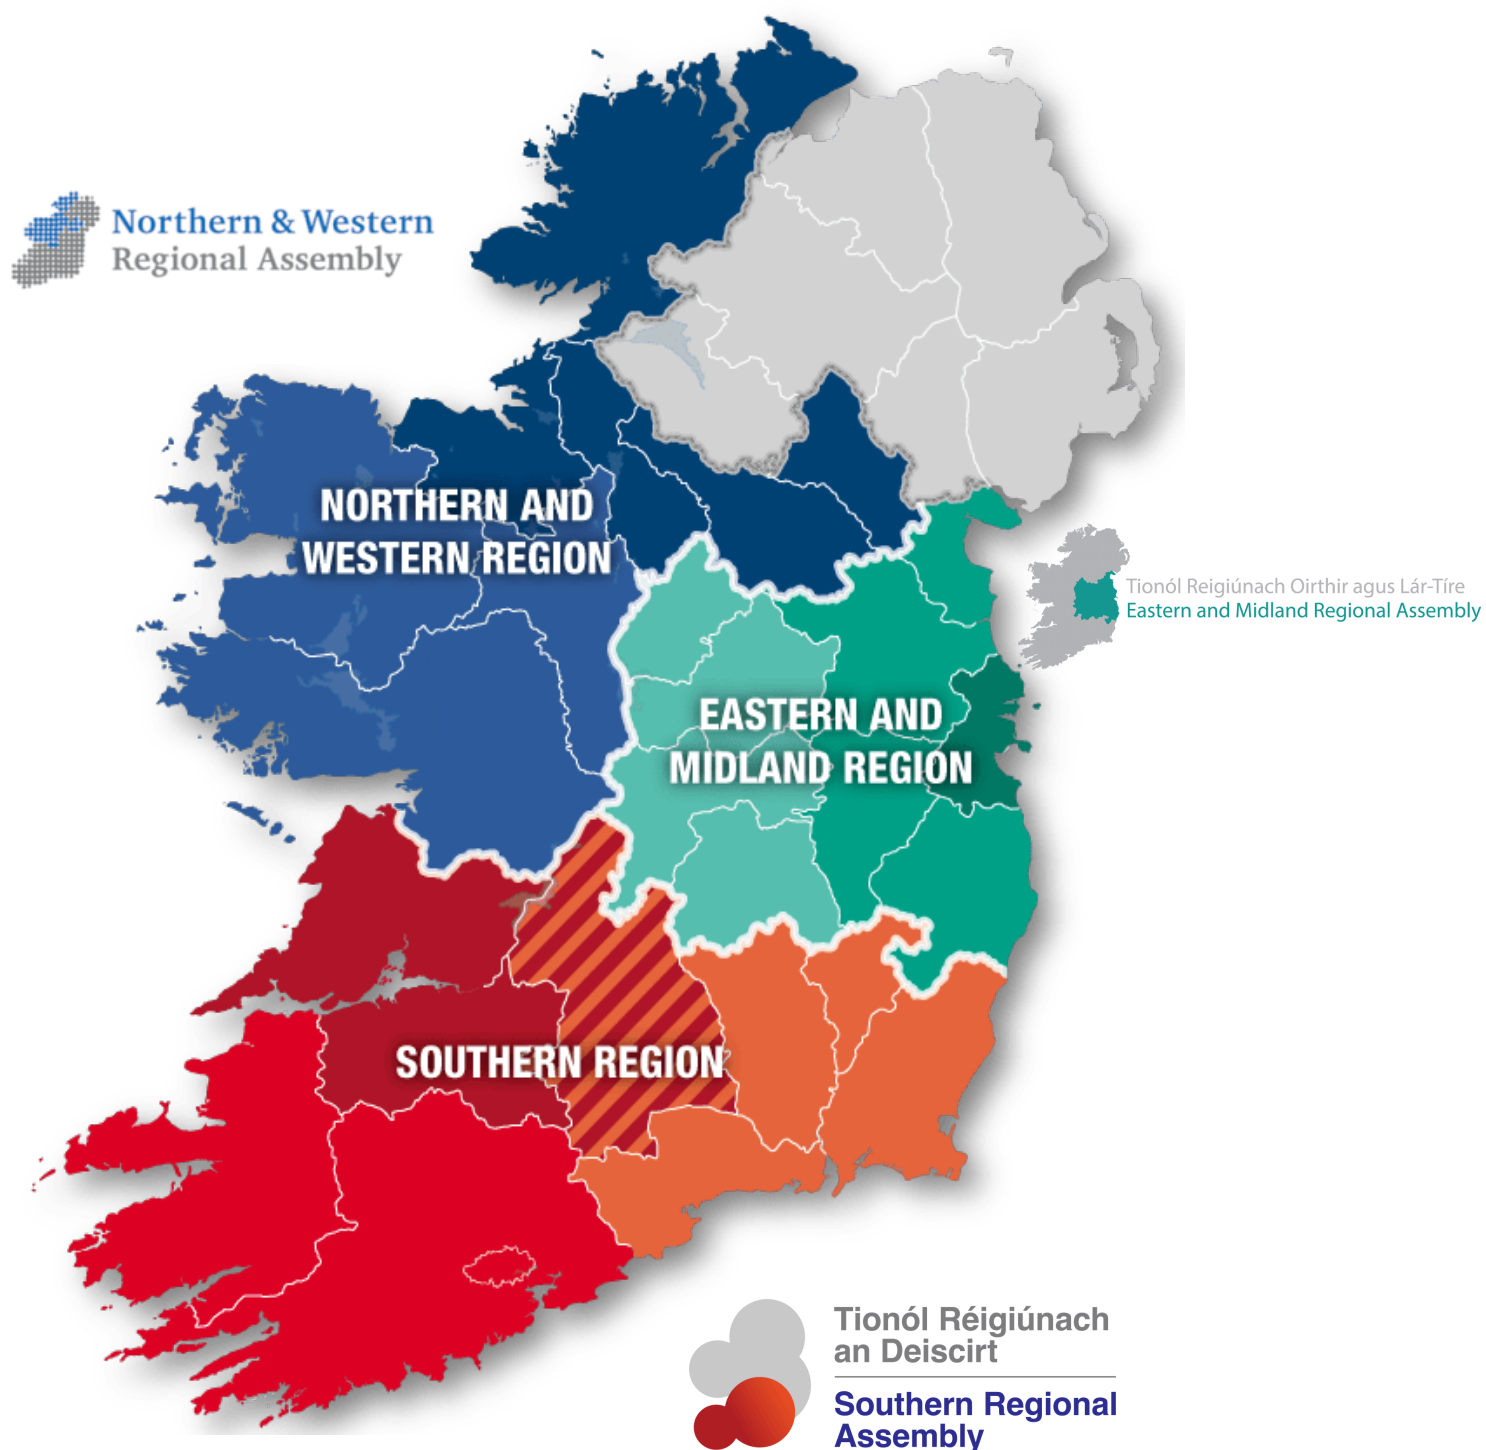 Northern & Western
Regional Assembly
NORTHERN AND
WESTERN REGION
Tionól Reigiúnach Oirthir agus Lár-Tíre
Eastern and Midland Regional Assembly
EASTERN AND
MIDLAND REGION
SOUTHERN REGION
Tionól Réigiúnach
an Deiscirt
Southern Regional
Assembly